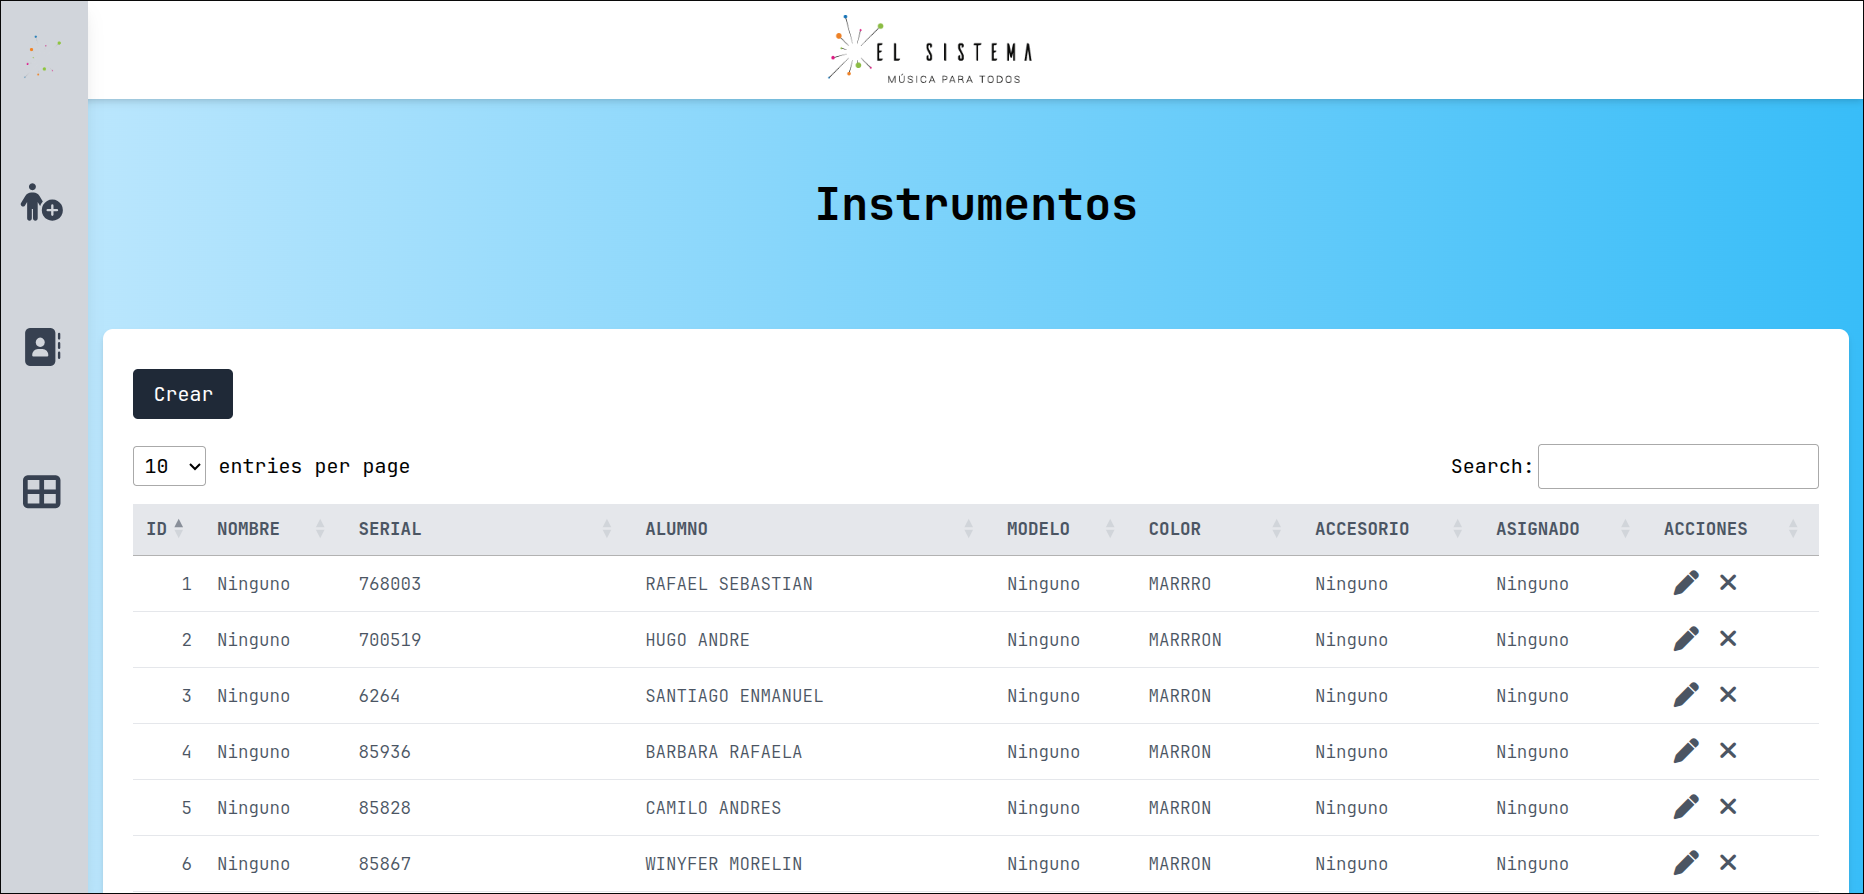 EL SISTEMA
MÚSICA PARA TODOS
Instrumentos
Crear
10 entries per page Search:
ID NOMBRE SERIAL ALUMNO MODELO COLOR ACCESORIO ASIGNADO ACCIONES
1 Ninguno 768003 RAFAEL SEBASTIAN Ninguno MARRRO Ninguno Ninguno
2 Ninguno 700519 HUGO ANDRE Ninguno MARRRON Ninguno Ninguno
3 Ninguno 6264 SANTIAGO ENMANUEL Ninguno MARRON Ninguno Ninguno
4 Ninguno 85936 BARBARA RAFAELA Ninguno MARRON Ninguno Ninguno
5 Ninguno 85828 CAMILO ANDRES Ninguno MARRON Ninguno Ninguno
6 Ninguno 85867 WINYFER MORELIN Ninguno MARRON Ninguno Ninguno